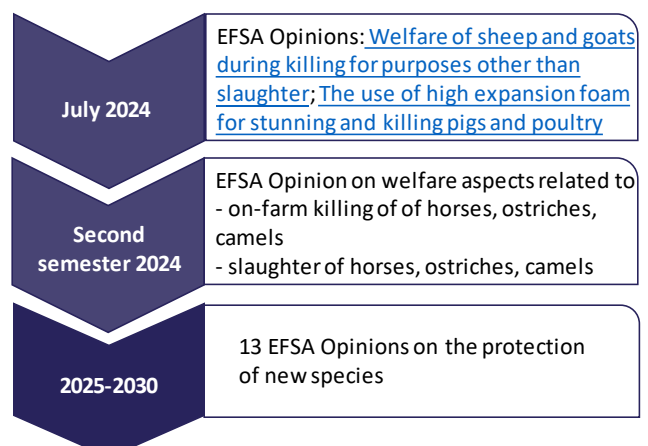 July 2024
EFSA Opinions: Welfare of sheep and goats
during killing for purposes other than
slaughter; The use of high expansion foam
for stunning and killing pigs and poultry
Second
semester 2024
EFSA Opinion on welfare aspects related to
- on-farm killing of of horses, ostriches,
camels
- slaughter of horses, ostriches, camels
2025-2030
13 EFSA Opinions on the protection
of new species